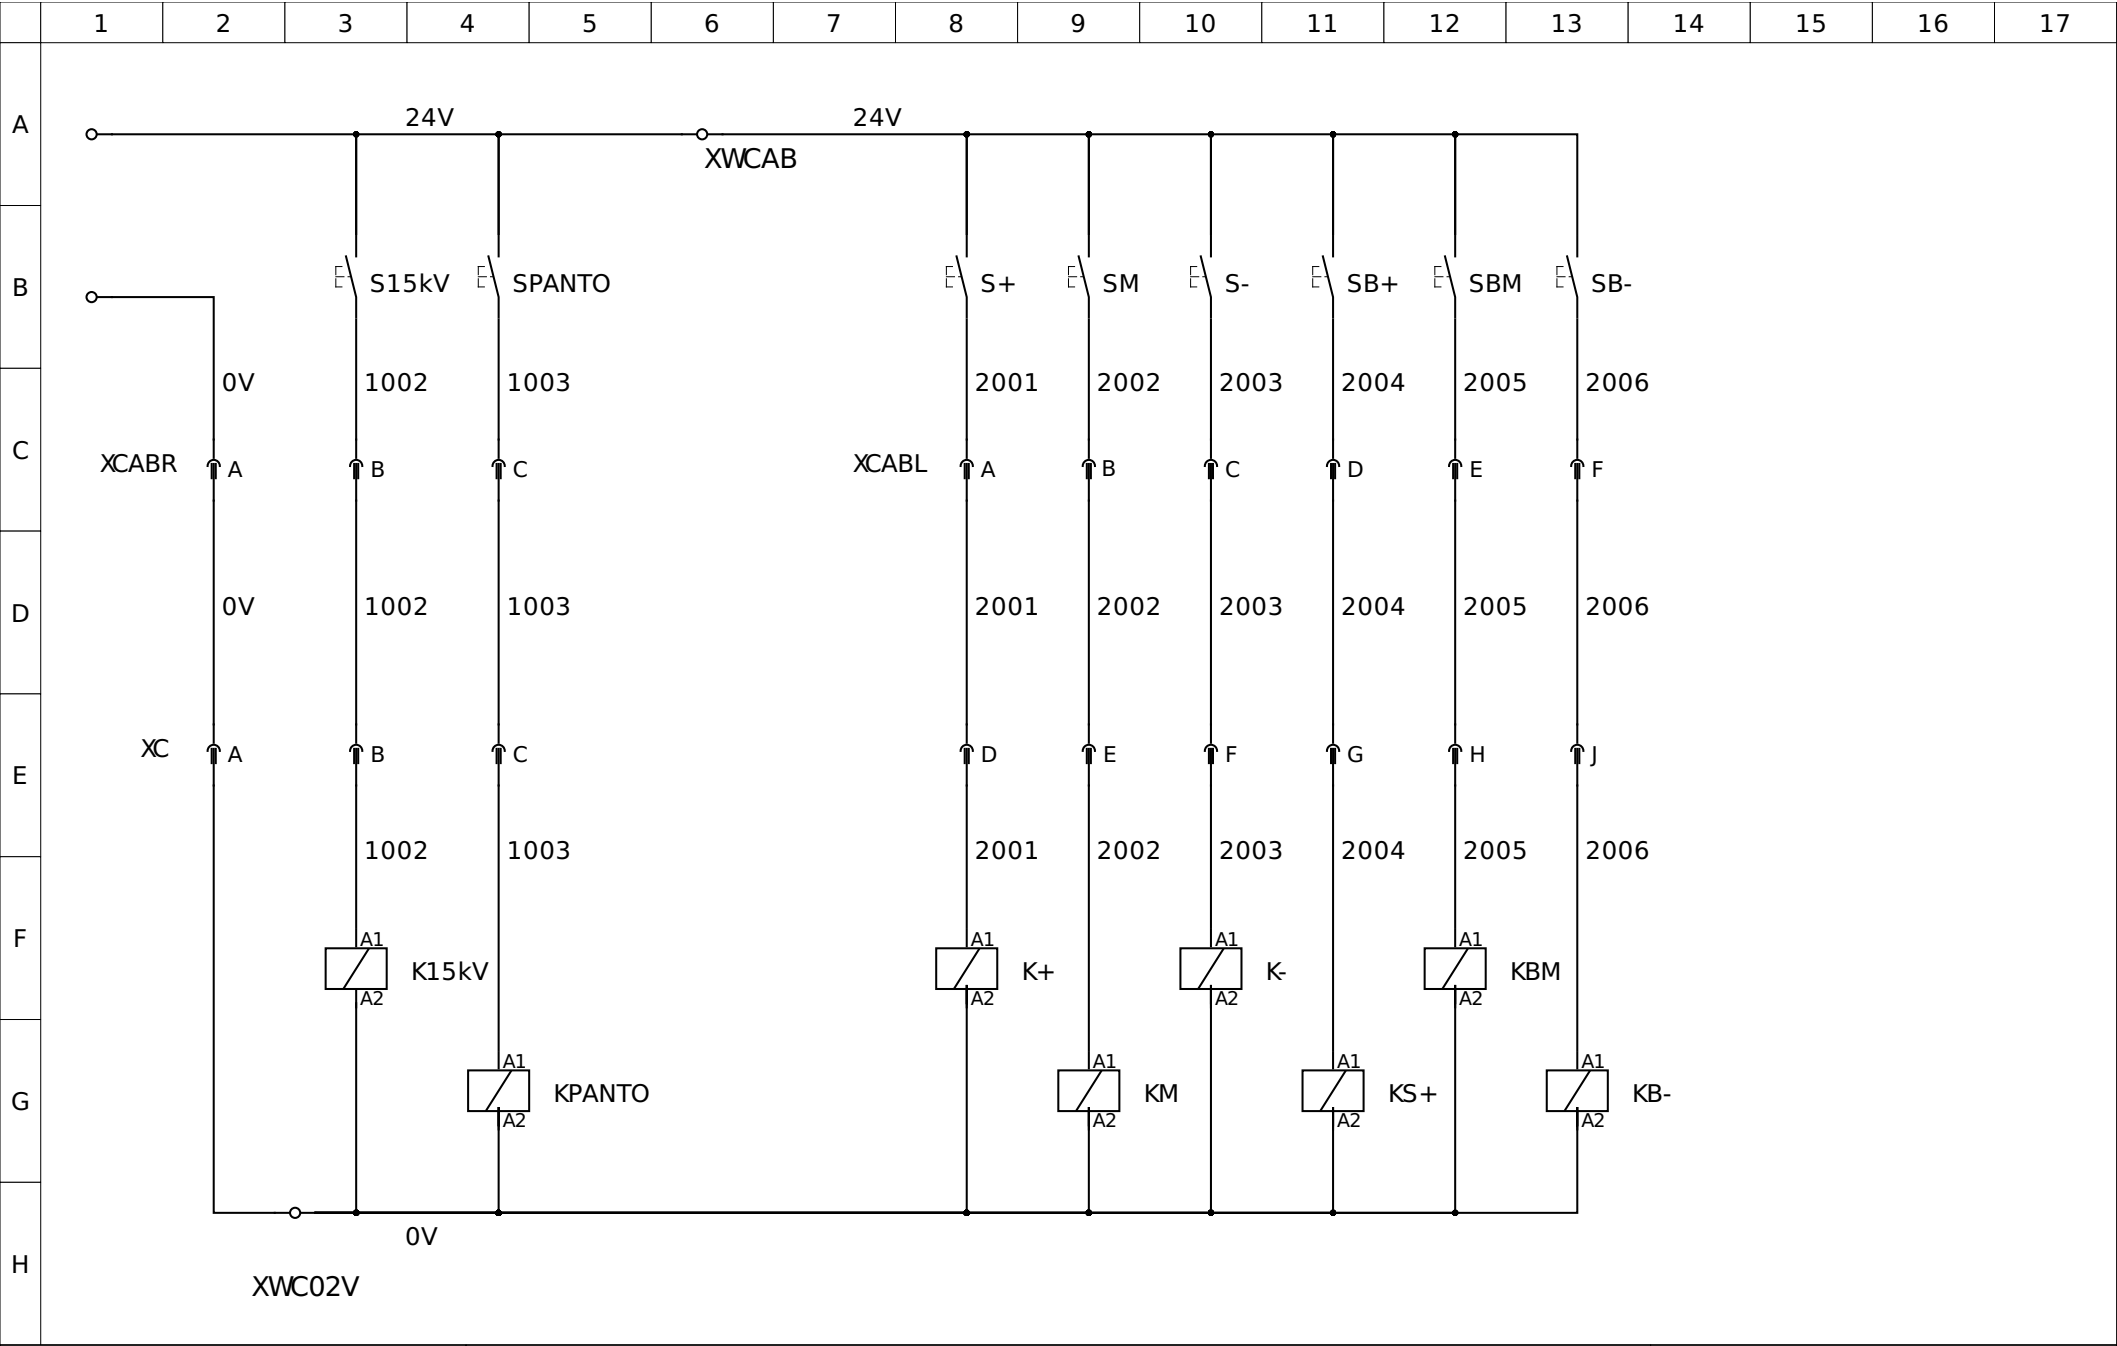 1 2 3 4 5 6 7 8 9 10 11 12 13 14 15 16 17
A
24V 24V
XWCAB
B
S15kV SPANTO S+ SM S- SB+ SBM SB-
0V 1002 1003 2001 2002 2003 2004 2005 2006
C
XCABR A B C XCABL A B C D E F
D
0V 1002 1003 2001 2002 2003 2004 2005 2006
XC A B C D E F G H J
E
1002 1003 2001 2002 2003 2004 2005 2006
F
A1 A1 A1 A1
K15kV K+ K- KBM
A2 A2 A2 A2
A1 A1 A1 A1
G
KPANTO KM KS+ KB-
A2 A2 A2 A2
0V
H
XWC02V